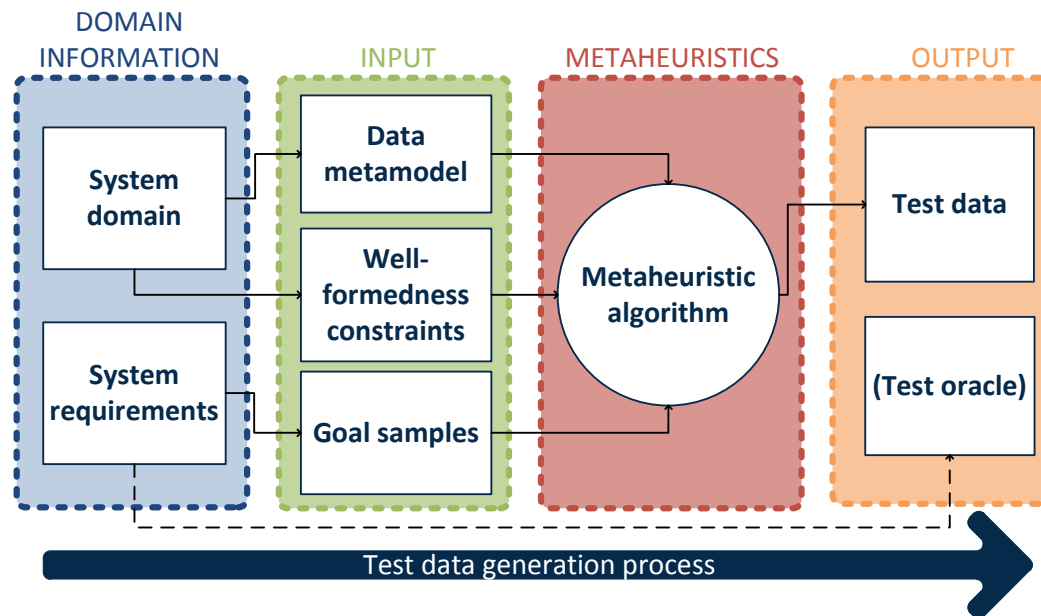 DOMAIN
INFORMATION
INPUT
METAHEURISTICS
OUTPUT
System
domain
System
requirements
Data
metamodel
Well-
formedness
constraints
Goal samples
Metaheuristic
algorithm
Test data
(Test oracle)
Test data generation process